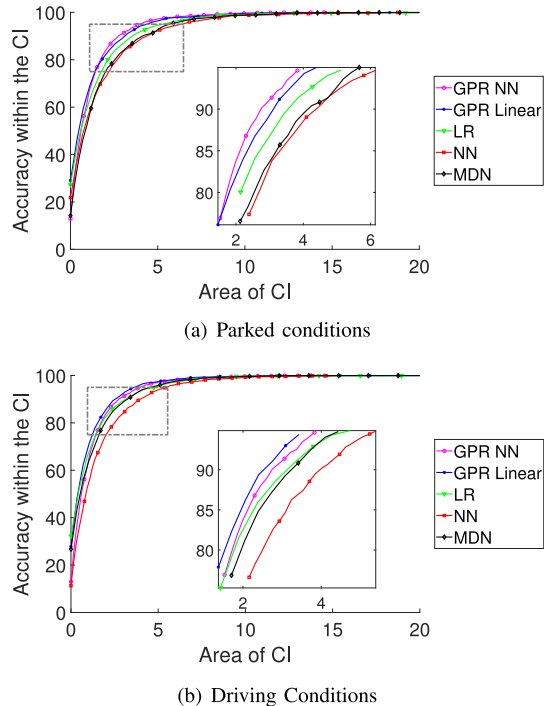 100
80
60
40
20
0
Accuracy within the CI
0
5
10
15
20
Area of CI
90
85
80
2
4
6
GPR NN
GPR Linear
LR
NN
MDN
(a) Parked conditions
100
80
60
40
20
0
Accuracy within the CI
0
5
10
15
20
Area of CI
90
85
80
2
4
GPR NN
GPR Linear
LR
NN
MDN
(b) Driving Conditions